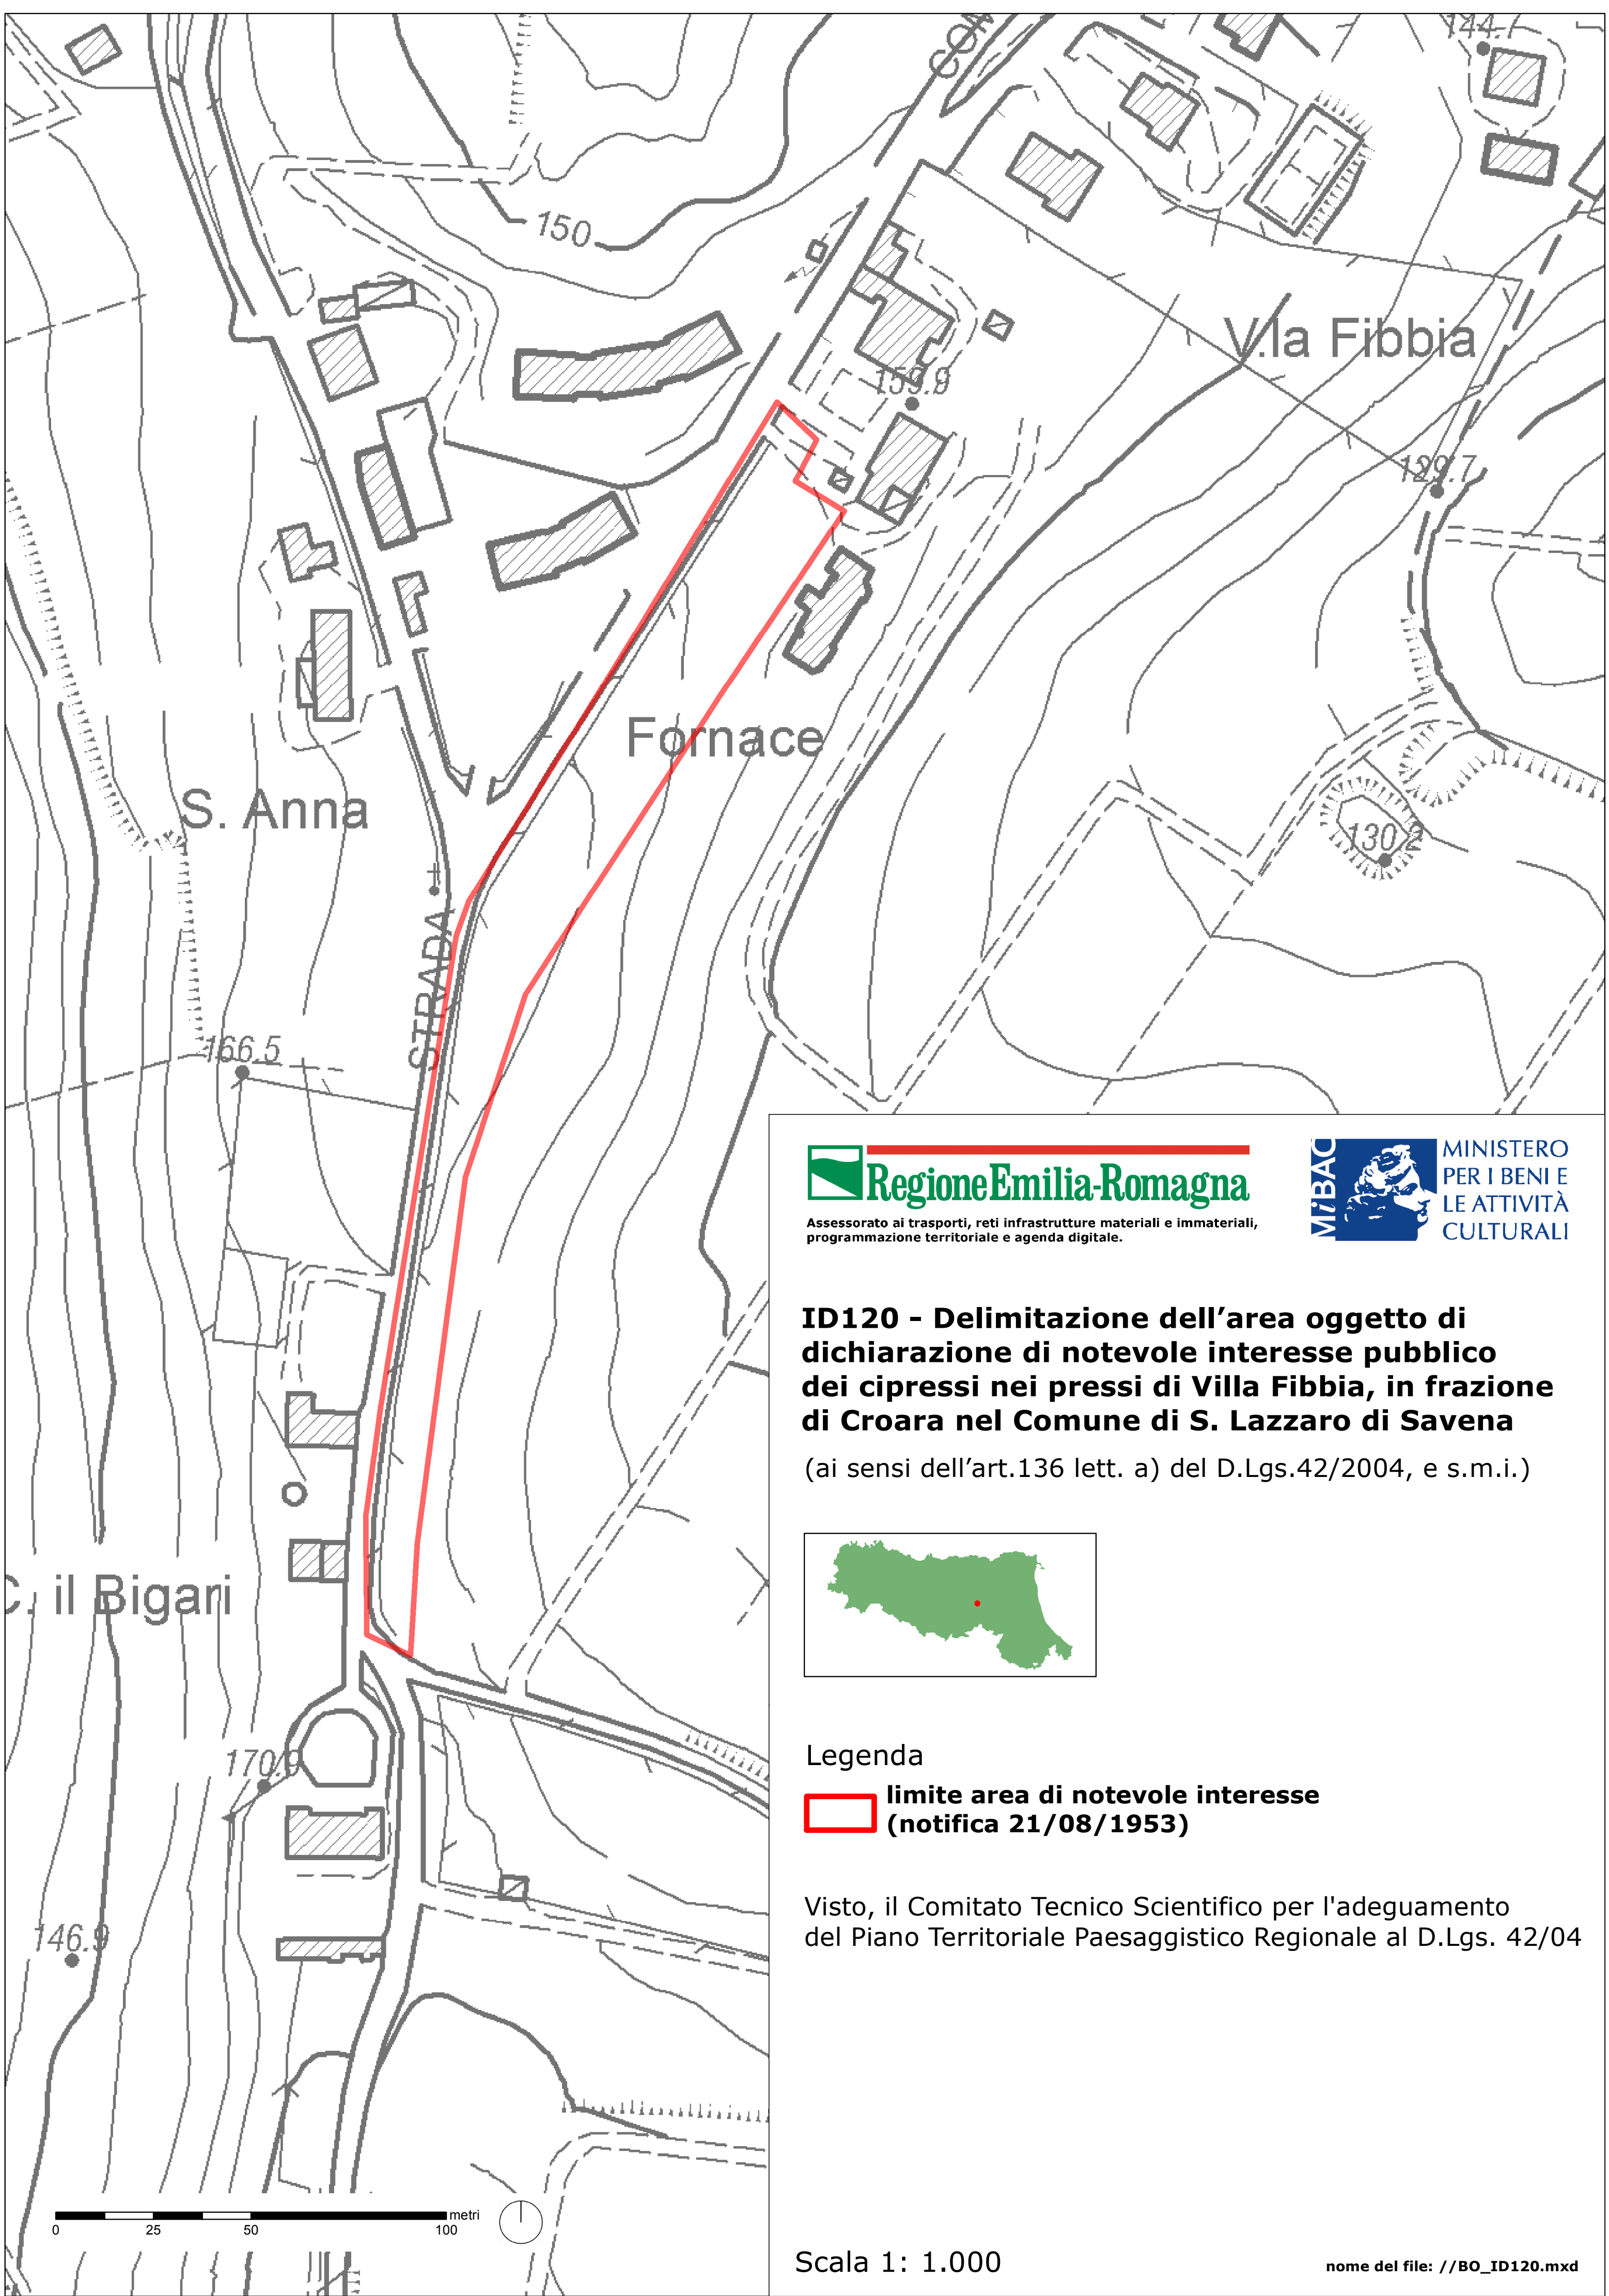 144.7
CON
150
V.la Fibbia
159.9
129.7
Fornace
S. Anna
130.2
STRADA
166.5
C. il Bigari
170.9
146.9
RegioneEmilia-Romagna
Assessorato ai trasporti, reti infrastrutture materiali e immateriali,
programmazione territoriale e agenda digitale.
MiBAC
MINISTERO
PER I BENI E
LE ATTIVITÀ
CULTURALI
ID120 - Delimitazione dell’area oggetto di
dichiarazione di notevole interesse pubblico
dei cipressi nei pressi di Villa Fibbia, in frazione
di Croara nel Comune di S. Lazzaro di Savena
(ai sensi dell’art.136 lett. a) del D.Lgs.42/2004, e s.m.i.)
Legenda
limite area di notevole interesse
(notifica 21/08/1953)
Visto, il Comitato Tecnico Scientifico per l'adeguamento
del Piano Territoriale Paesaggistico Regionale al D.Lgs. 42/04
metri
0 25 50 100
Scala 1: 1.000
nome del file: //BO_ID120.mxd